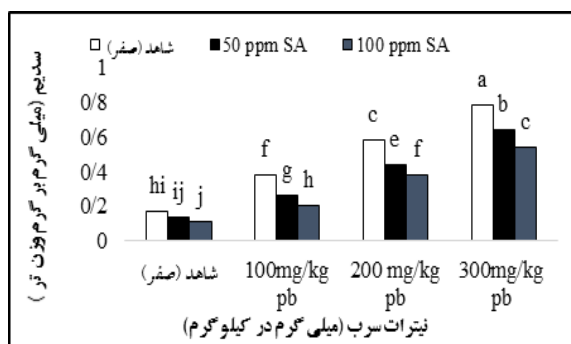 شاهد (صفر) 50 ppm SA 100 ppm SA
سدیم (میلی گرم بر گرم وزن تر )
1
0/8
0/6
0/4
0/2
0
hi ij j
f g h
c e f
a b c
شاهد (صفر) 100mg/kg pb 200 mg/kg pb 300mg/kg pb
نیترات سرب (میلی گرم در کیلوگرم)